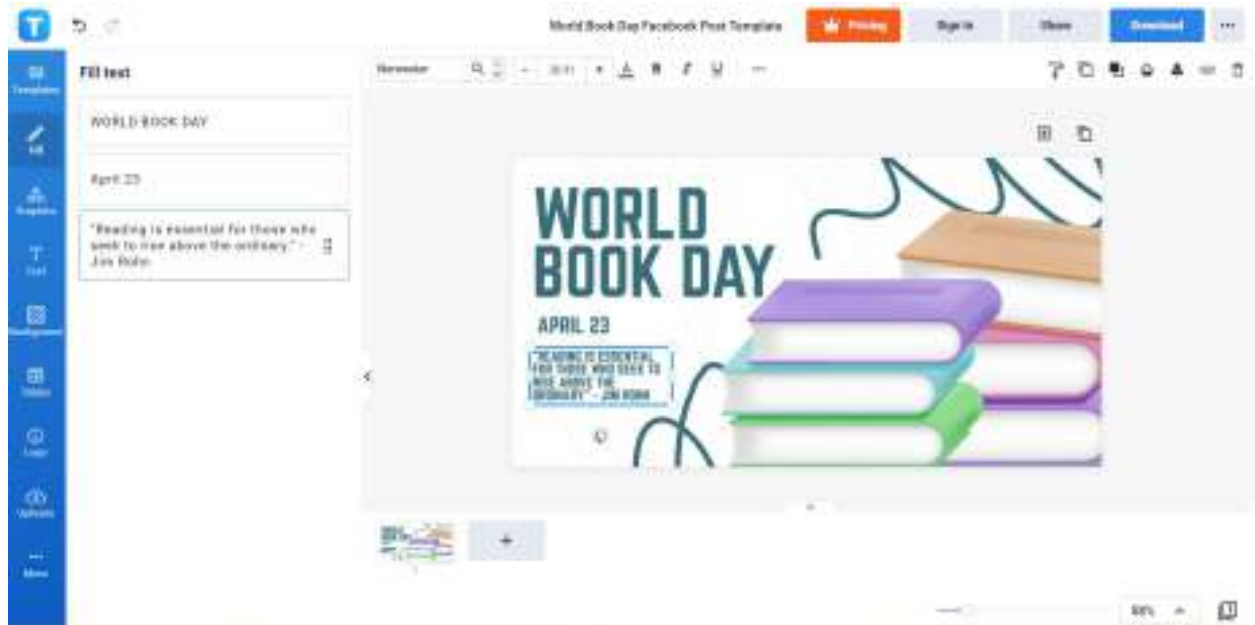 World Book Day Facebook Post Template
Pricing
Sign In
Share
Download
Templates
Fill text
WORLD BOOK DAY
April 23
"Reading is essential for those who
seek to rise above the ordinary." -
Jim Rohn
Fill
Graphics
Text
Background
Tables
Logo
Uploads
More
WORLD
BOOK DAY
APRIL 23
"READING IS ESSENTIAL
FOR THOSE WHO SEEK TO
RISE ABOVE THE
ORDINARY." - JIM ROHN